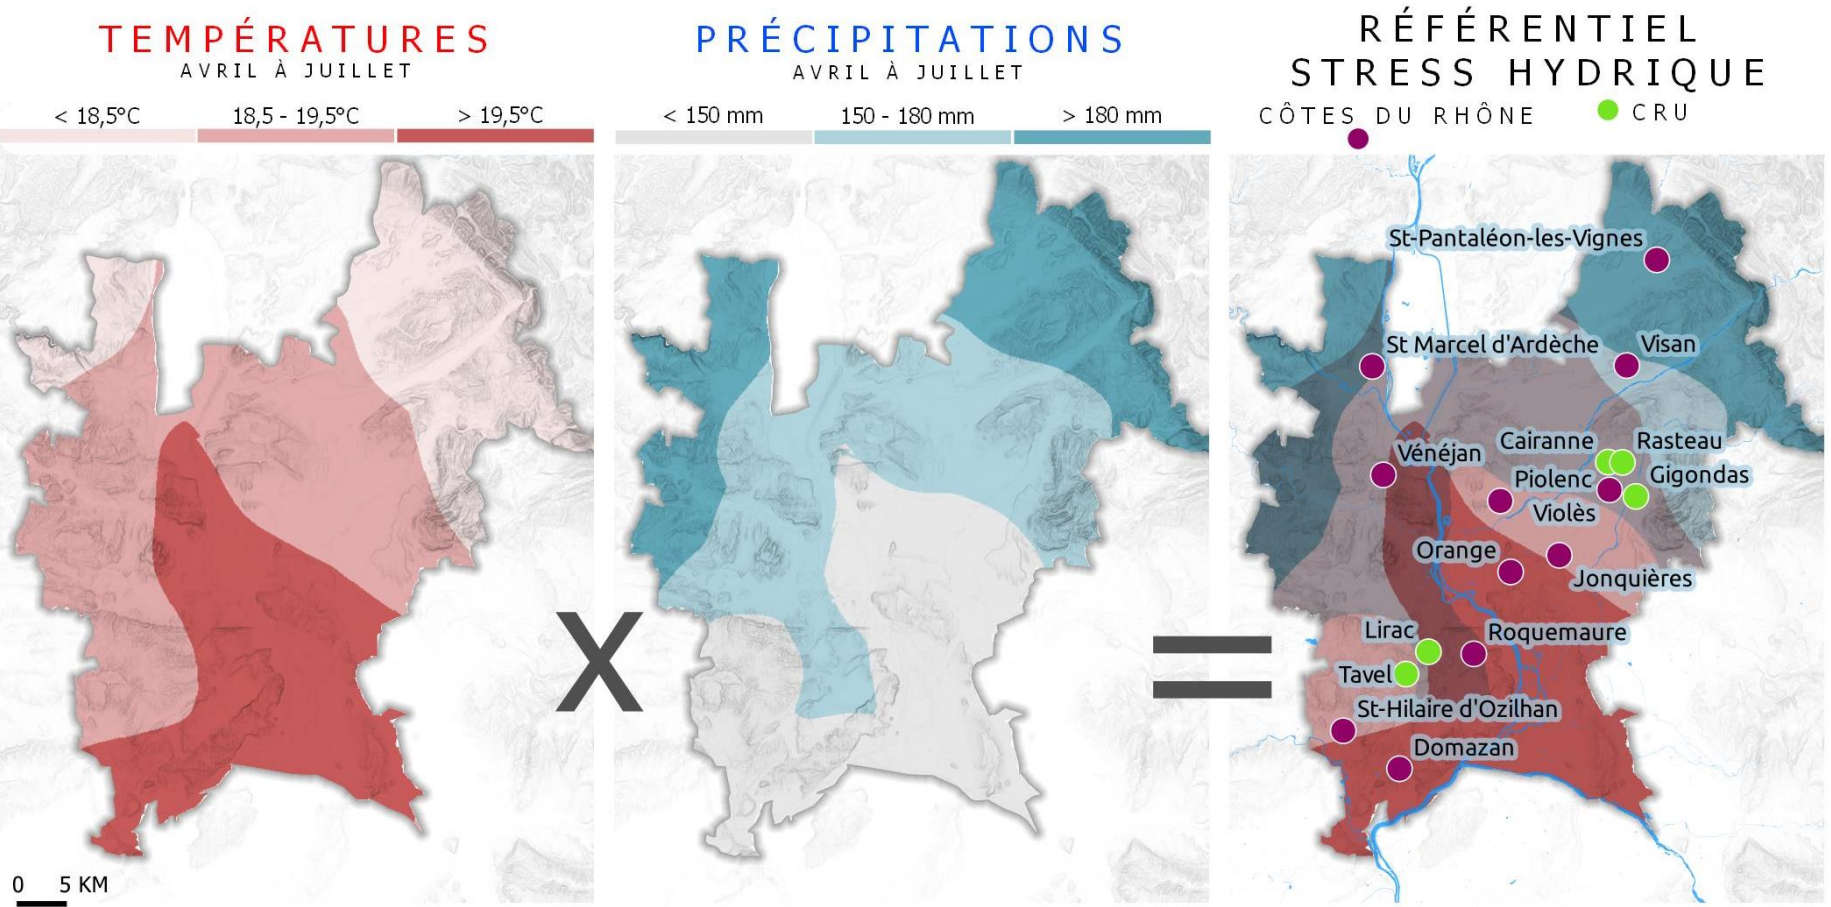 TEMPÉRATURES
AVRIL À JUILLET
< 18,5°C
18,5 - 19,5°C
> 19,5°C
PRÉCIPITATIONS
AVRIL À JUILLET
< 150 mm
150 - 180 mm
> 180 mm
RÉFÉRENTIEL
STRESS HYDRIQUE
CÔTES DU RHÔNE
CRU
St-Pantaléon-les-Vignes
St Marcel d'Ardèche
Visan
Cairanne
Rasteau
Vénéjan
Piolenc
Gigondas
Violès
Orange
Jonquières
Lirac
Roquemaure
Tavel
St-Hilaire d'Ozilhan
Domazan
X
=
0 5 KM